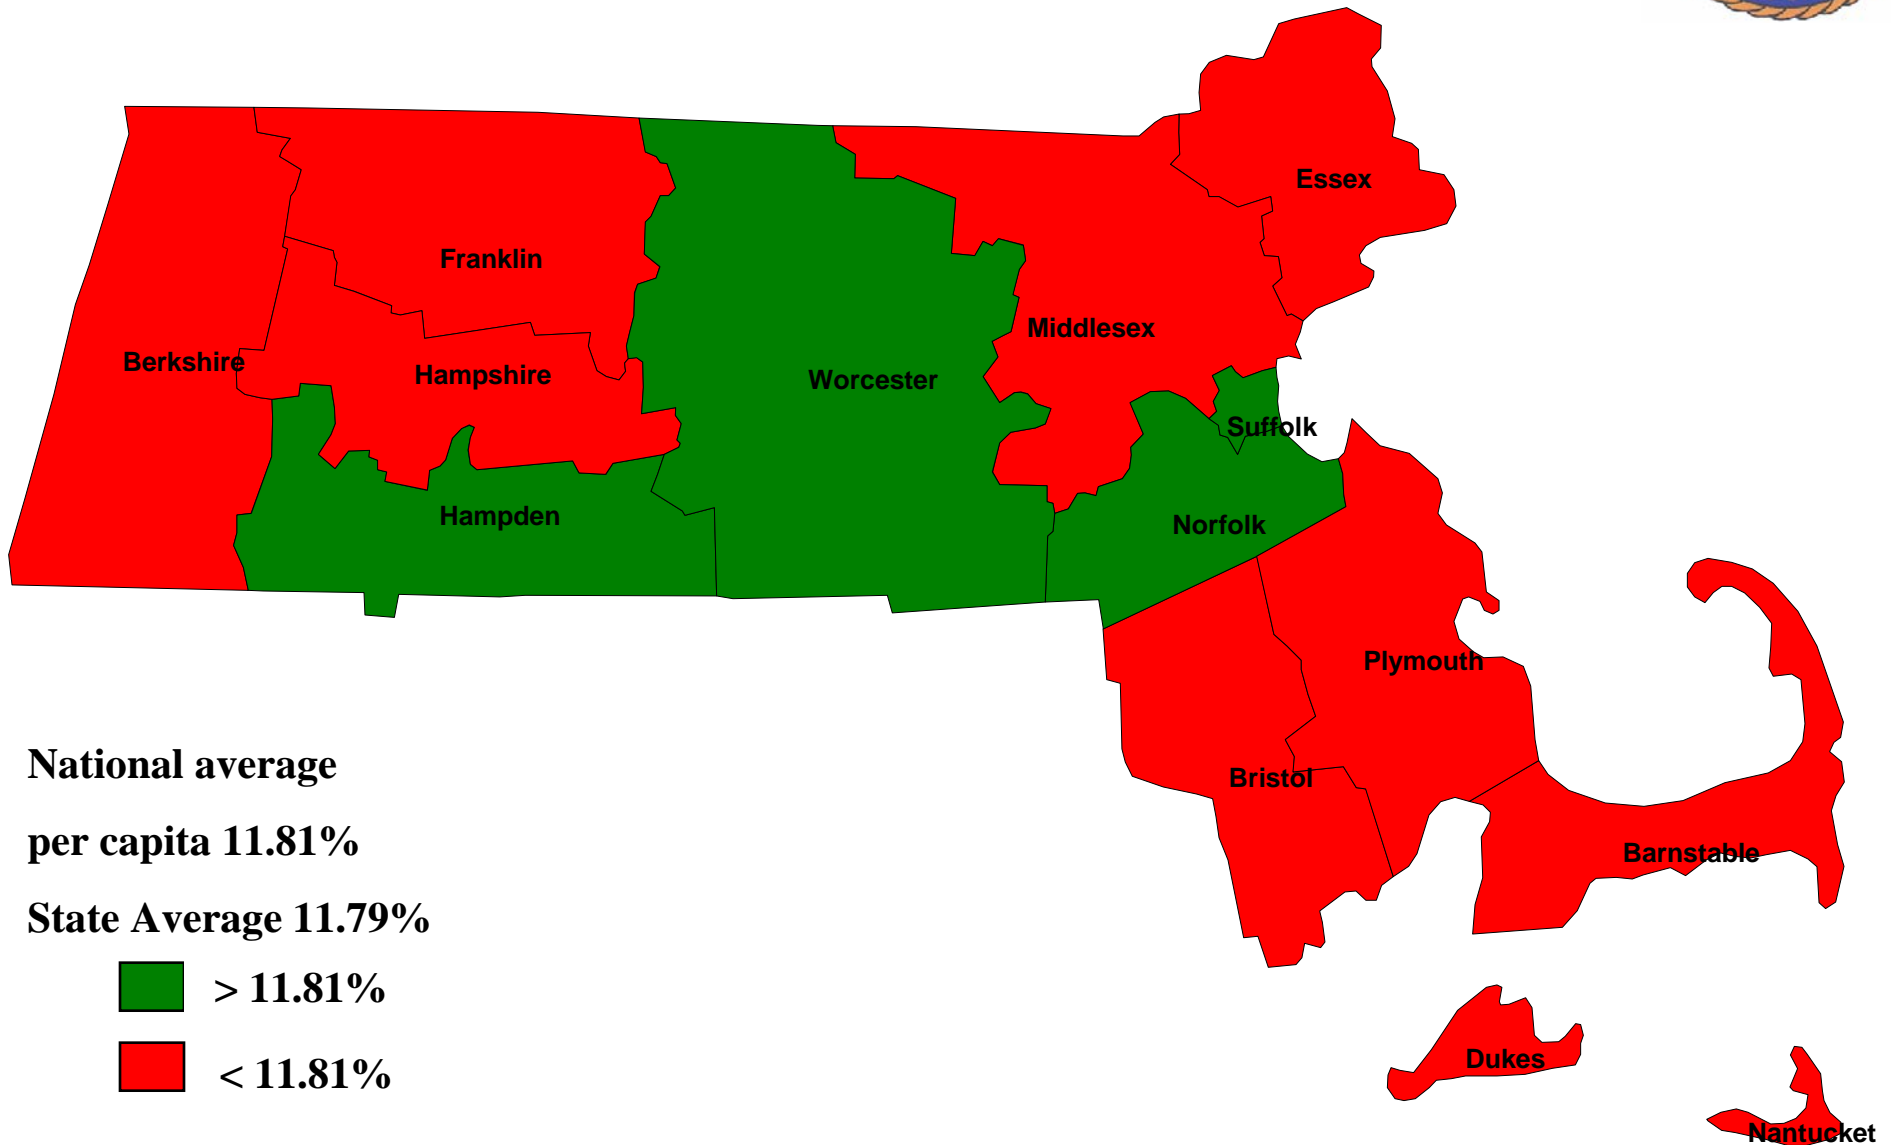 Essex
Franklin
Middlesex
Berkshire
Hampshire
Worcester
Suffolk
Hampden
Norfolk
Plymouth
Bristol
Barnstable
Dukes
Nantucket
National average
per capita 11.81%
State Average 11.79%
> 11.81%
< 11.81%